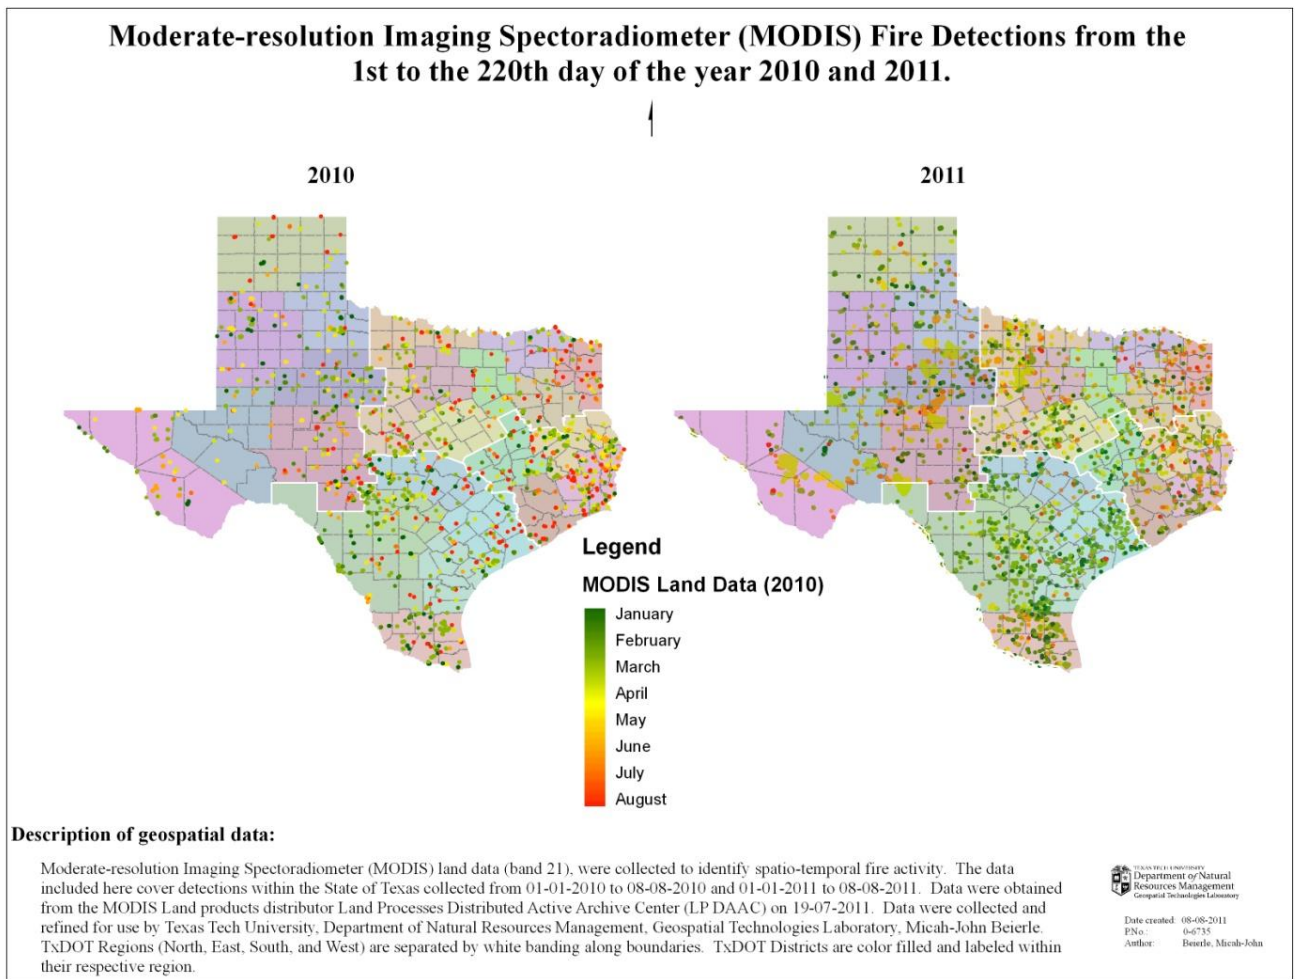 Moderate-resolution Imaging Spectoradiometer (MODIS) Fire Detections from the
1st to the 220th day of the year 2010 and 2011.
2010
2011
Legend
MODIS Land Data (2010)
January
February
March
April
May
June
July
August
Description of geospatial data:
Moderate-resolution Imaging Spectoradiometer (MODIS) land data (band 21), were collected to identify spatio-temporal fire activity. The data
included here cover detections within the State of Texas collected from 01-01-2010 to 08-08-2010 and 01-01-2011 to 08-08-2011. Data were obtained
from the MODIS Land products distributor Land Processes Distributed Active Archive Center (LP DAAC) on 19-07-2011. Data were collected and
refined for use by Texas Tech University, Department of Natural Resources Management, Geospatial Technologies Laboratory, Micah-John Beierle.
TxDOT Regions (North, East, South, and West) are separated by white banding along boundaries. TxDOT Districts are color filled and labeled within
their respective region.
TEXAS TECH UNIVERSITY
Department of Natural
Resources Management
Geospatial Technologies Laboratory
Date created: 08-08-2011
P.No.: 0-6735
Author: Beierle, Micah-John